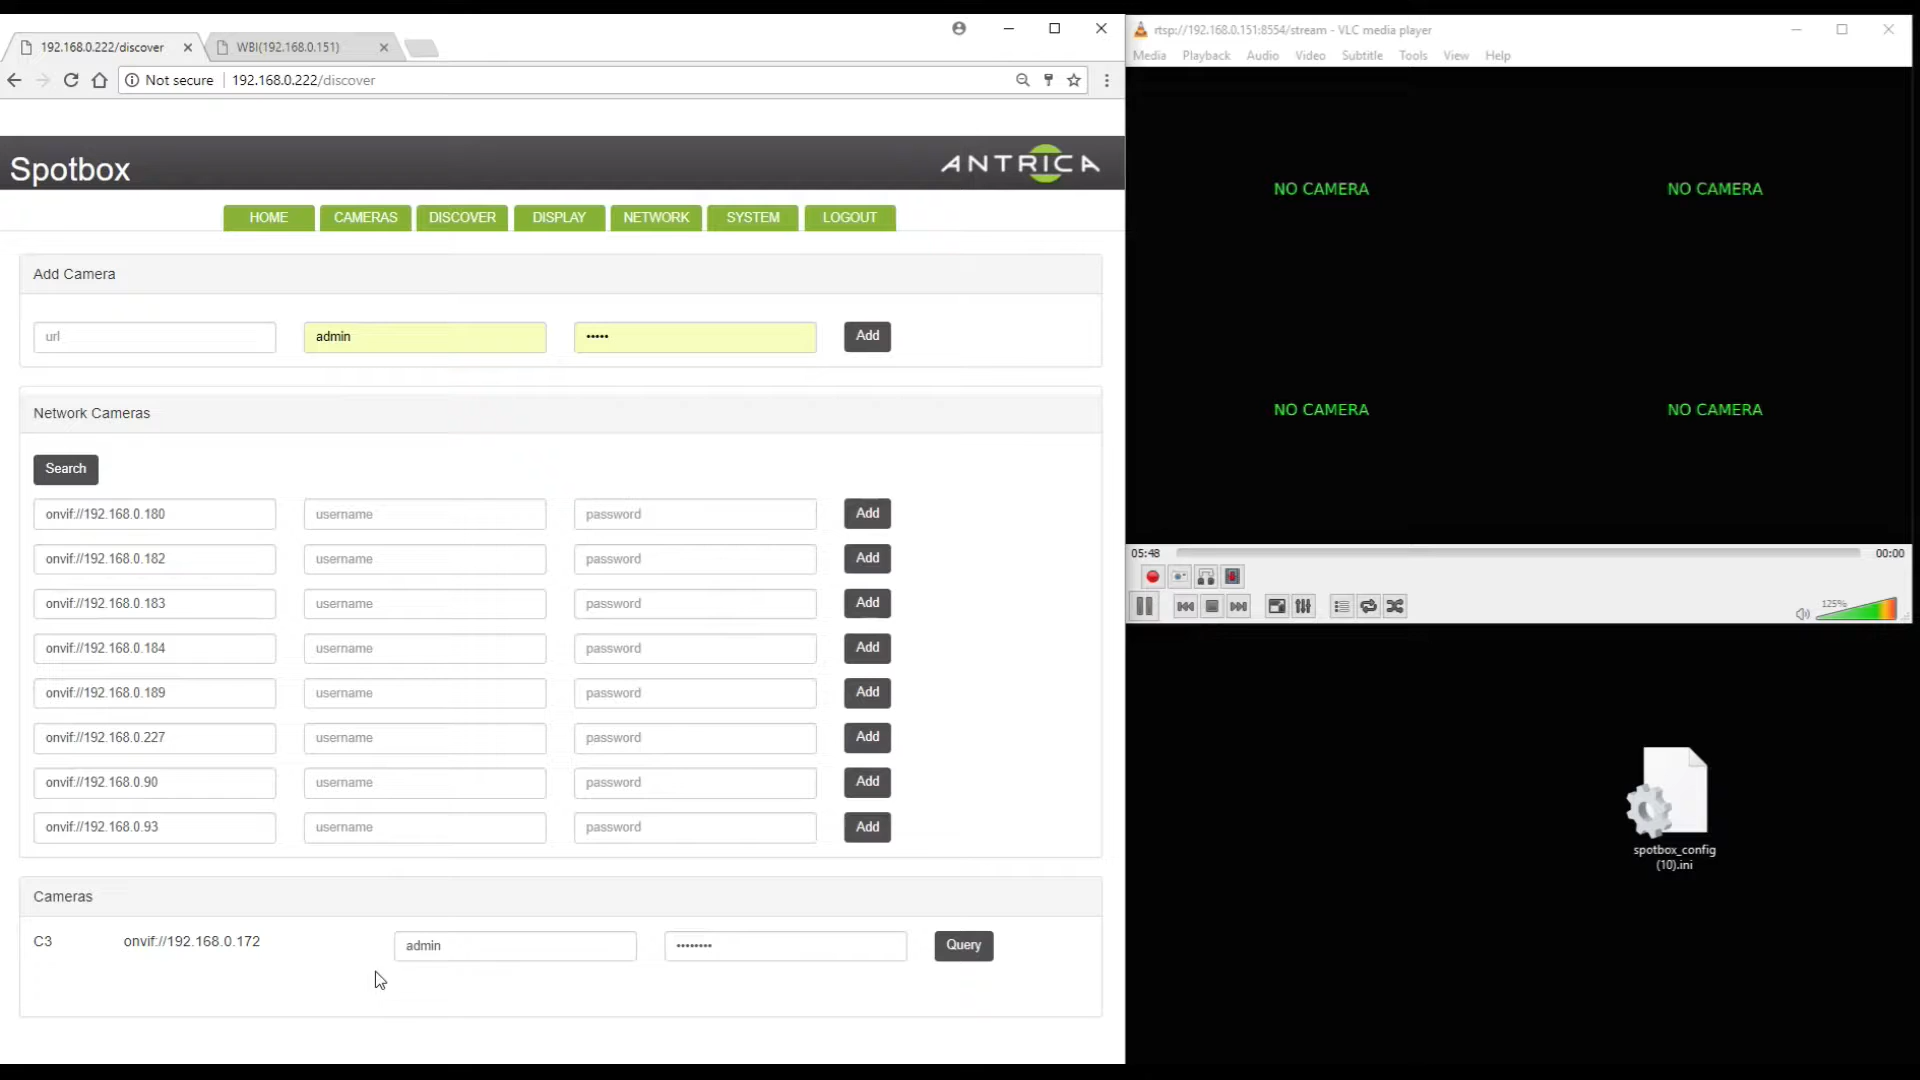 192.168.0.222/discover
WBI(192.168.0.151)
Not secure
192.168.0.222/discover
Spotbox
ANTRICA
HOME
CAMERAS
DISCOVER
DISPLAY
NETWORK
SYSTEM
LOGOUT
Add Camera
url
admin
•••••
Add
Network Cameras
Search
onvif://192.168.0.180
username
password
Add
onvif://192.168.0.182
username
password
Add
onvif://192.168.0.183
username
password
Add
onvif://192.168.0.184
username
password
Add
onvif://192.168.0.189
username
password
Add
onvif://192.168.0.227
username
password
Add
onvif://192.168.0.90
username
password
Add
onvif://192.168.0.93
username
password
Add
Cameras
C3
onvif://192.168.0.172
admin
••••••••
Query
rtsp://192.168.0.151:8554/stream - VLC media player
Media Playback Audio Video Subtitle Tools View Help
NO CAMERA
NO CAMERA
NO CAMERA
NO CAMERA
05:48
00:00
125%
spotbox_config
(10).ini